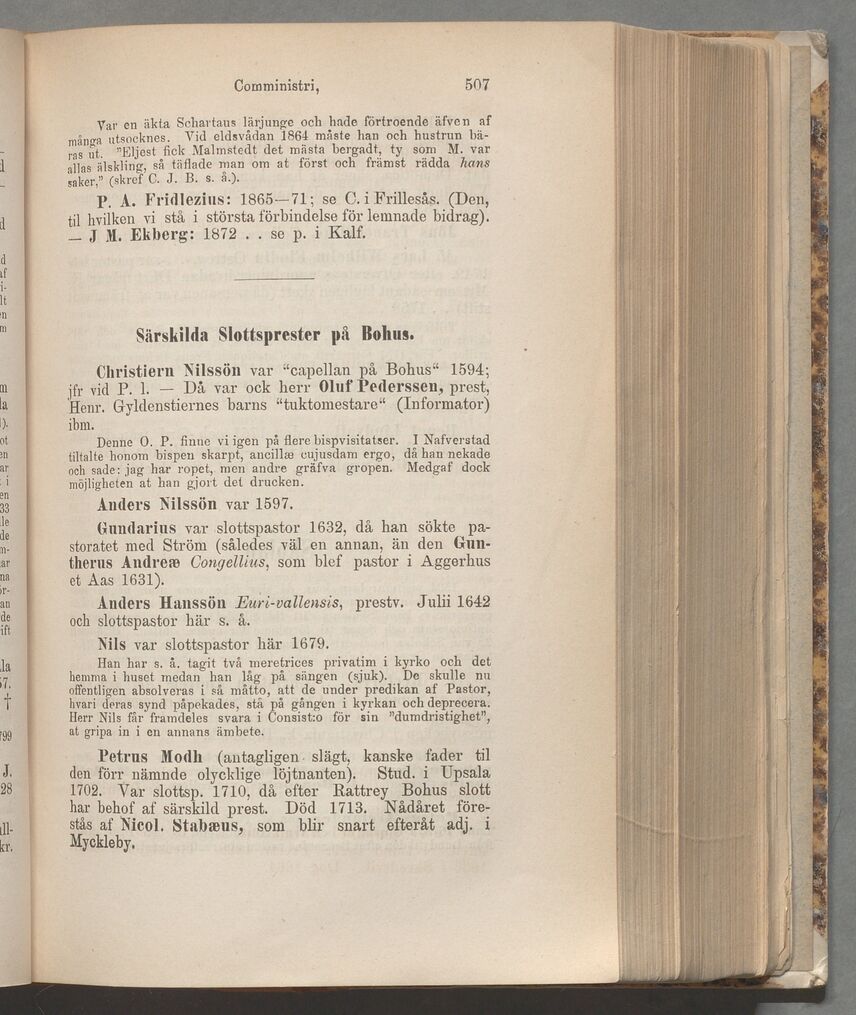 Comministri,
507
Var en äkta Schartaus lärjunge och hade förtroende äfven af
många utsocknes. Vid eldsvådan 1864 måste han och hustrun bä-
ras ut. ”Eljest fick Malmstedt det mästa bergadt, ty som M. var
allas älskling, så täflade man om at först och främst rädda hans
saker,” (skref C. J. B. s. å.).
P. A. Fridlezius: 1865—71; se C. i Frillesås. (Den,
til hvilken vi stå i största förbindelse för lemnade bidrag).
— J M. Ekberg: 1872 . . se p. i Kalf.
Särskilda Slottsprester på Bohus.
Christiern Nilssön var “capellan på Bohus“ 1594;
jfr vid P. 1. — Då var ock herr Oluf Pederssen, prest,
Henr. Gyldenstiernes barns “tuktomestare“ (Informator)
ibm.
Denne O. P. finne vi igen på flere bispvisitatser. I Nafverstad
tiltalte honom bispen skarpt, ancillæ cujusdam ergo, då han nekade
och sade: jag har ropet, men andre gräfva gropen. Medgaf dock
möjligheten at han gjort det drucken.
Anders Nilssön var 1597.
Gundarius var slottspastor 1632, då han sökte pa-
storatet med Ström (således väl en annan, än den Gun-
therus Andreæ Congellius, som blef pastor i Aggerhus
et Aas 1631).
Anders Hanssön Euri-vallensis, prestv. Julii 1642
och slottspastor här s. å.
Nils var slottspastor här 1679.
Han har s. å. tagit två meretrices privatim i kyrko och det
hemma i huset medan han låg på sängen (sjuk). De skulle nu
offentligen absolveras i så måtto, att de under predikan af Pastor,
hvari deras synd påpekades, stå på gången i kyrkan och deprecera.
Herr Nils får framdeles svara i Consist:o för sin ”dumdristighet”,
at gripa in i en annans ämbete.
Petrus Modh (antagligen slägt, kanske fader til
den förr nämnde olycklige löjtnanten). Stud. i Upsala
1702. Var slottsp. 1710, då efter Rattrey Bohus slott
har behof af särskild prest. Död 1713. Nådåret före-
stås af Nicol. Stabæus, som blir snart efteråt adj. i
Myckleby.